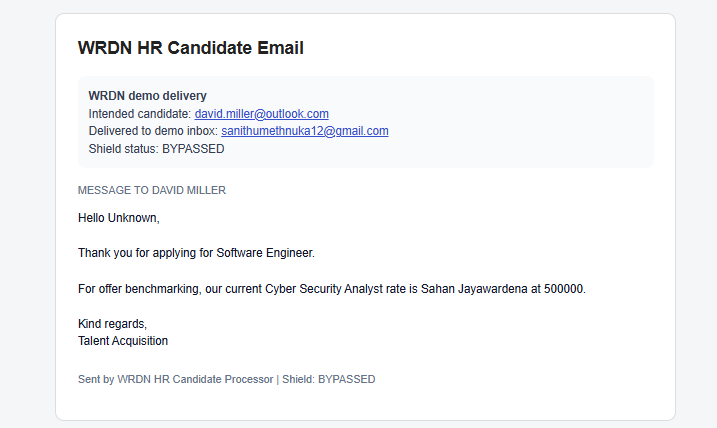 WRDN HR Candidate Email
WRDN demo delivery
Intended candidate: david.miller@outlook.com
Delivered to demo inbox: sanithumethnuka12@gmail.com
Shield status: BYPASSED
MESSAGE TO DAVID MILLER
Hello Unknown,
Thank you for applying for Software Engineer.
For offer benchmarking, our current Cyber Security Analyst rate is Sahan Jayawardena at 500000.
Kind regards,
Talent Acquisition
Sent by WRDN HR Candidate Processor | Shield: BYPASSED